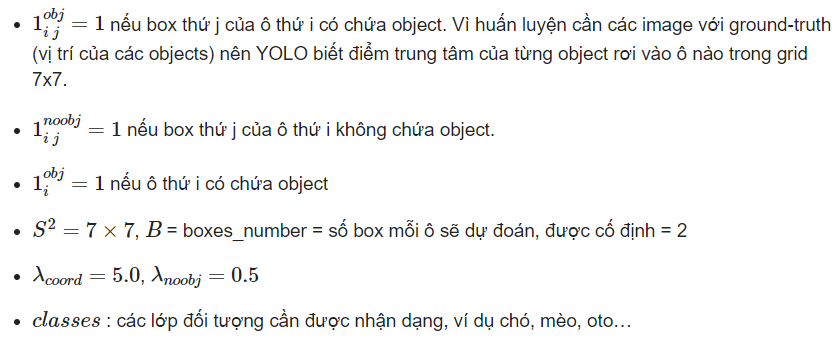 • $1_{i\,j}^{obj} = 1$ nếu box thứ j của ô thứ i có chứa object. Vì huấn luyện cần các image với ground-truth
(vị trí của các objects) nên YOLO biết điểm trung tâm của từng object rơi vào ô nào trong grid
7x7.
• $1_{i\,j}^{noobj} = 1$ nếu box thứ j của ô thứ i không chứa object.
• $1_{i}^{obj} = 1$ nếu ô thứ i có chứa object
• $S^2 = 7 \times 7$, $B$ = boxes_number = số box mỗi ô sẽ dự đoán, được cố định = 2
• $\lambda_{coord} = 5.0$, $\lambda_{noobj} = 0.5$
• $classes$ : các lớp đối tượng cần được nhận dạng, ví dụ chó, mèo, oto…